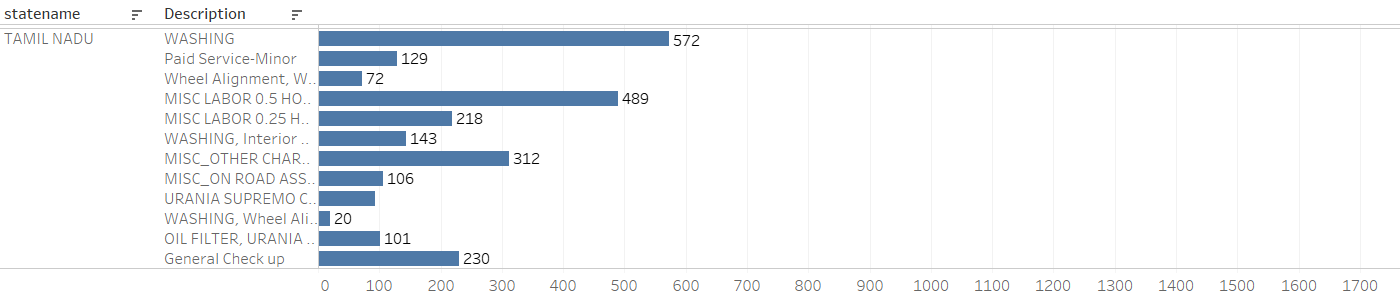 statename Description
TAMIL NADU WASHING 572
Paid Service-Minor 129
Wheel Alignment, W.. 72
MISC LABOR 0.5 HO.. 489
MISC LABOR 0.25 H.. 218
WASHING, Interior .. 143
MISC_OTHER CHAR.. 312
MISC_ON ROAD ASS.. 106
URANIA SUPREMO C..
WASHING, Wheel Ali.. 20
OIL FILTER, URANIA .. 101
General Check up 230
0 100 200 300 400 500 600 700 800 900 1000 1100 1200 1300 1400 1500 1600 1700